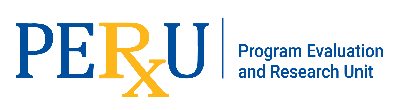 PERxU
Program Evaluation
and Research Unit